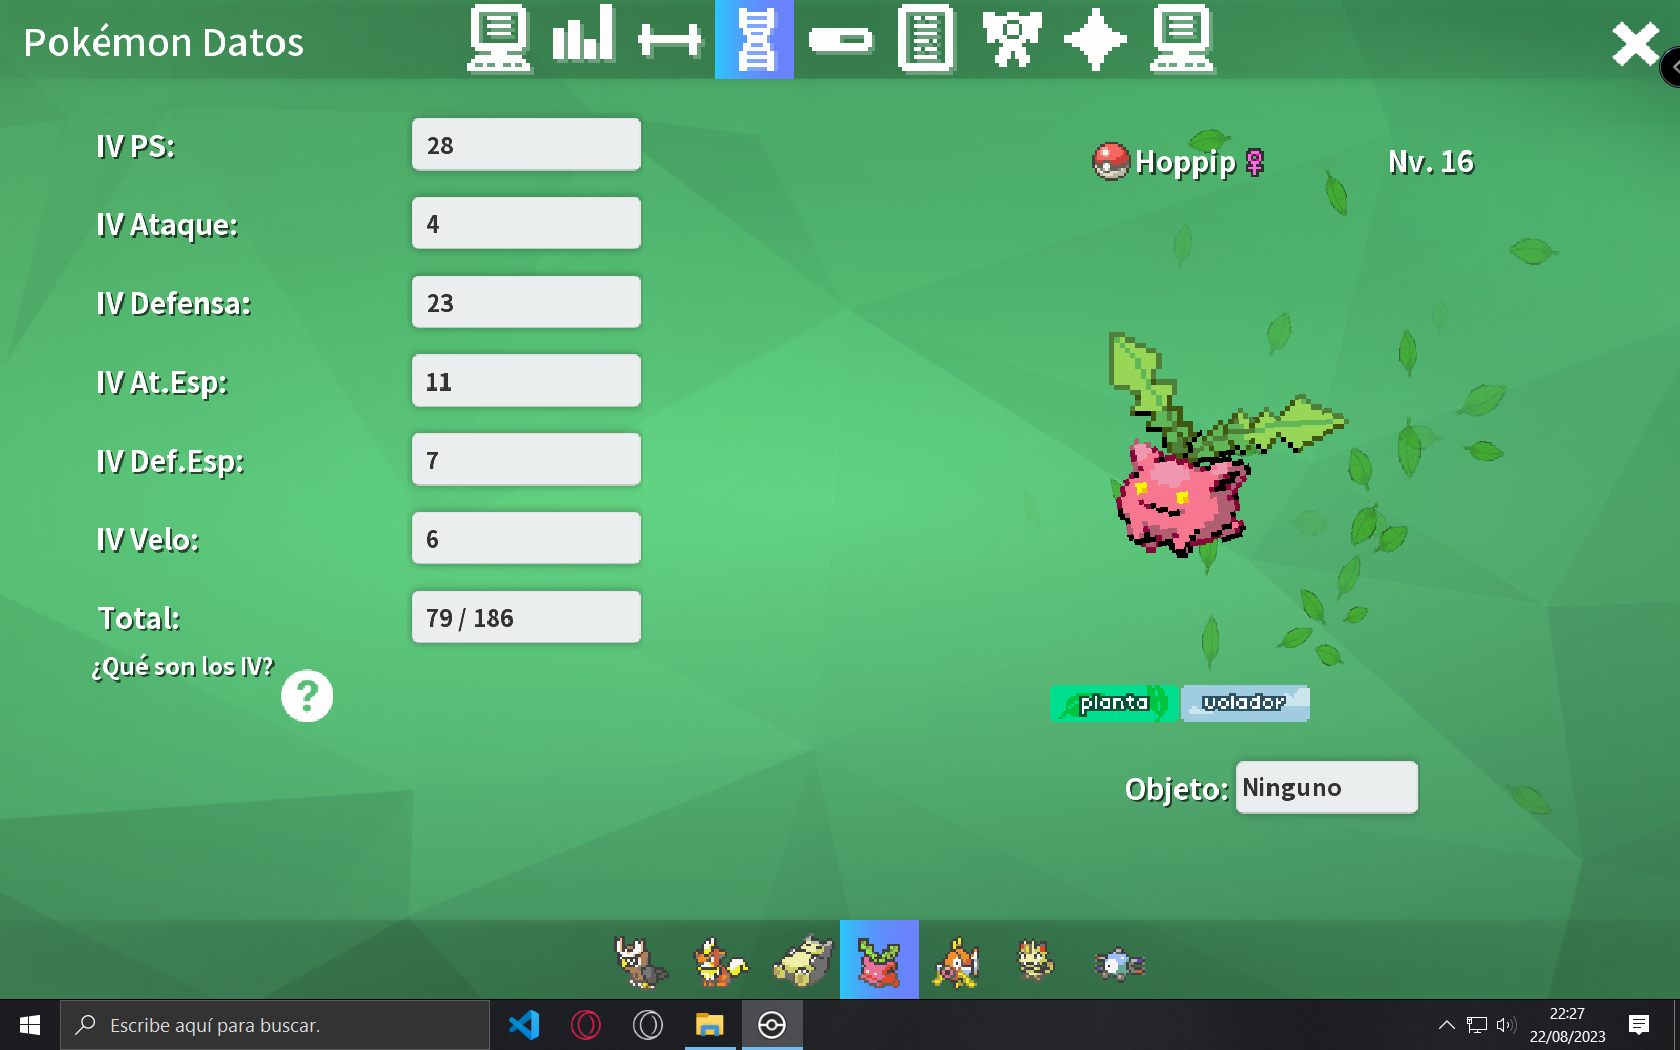 Pokémon Datos
IV PS: 28
IV Ataque: 4
IV Defensa: 23
IV At.Esp: 11
IV Def.Esp: 7
IV Velo: 6
Total: 79 / 186
¿Qué son los IV?
?
Hoppip ♀ Nv. 16
planta volador
Objeto: Ninguno
Escribe aquí para buscar.
22:27
22/08/2023